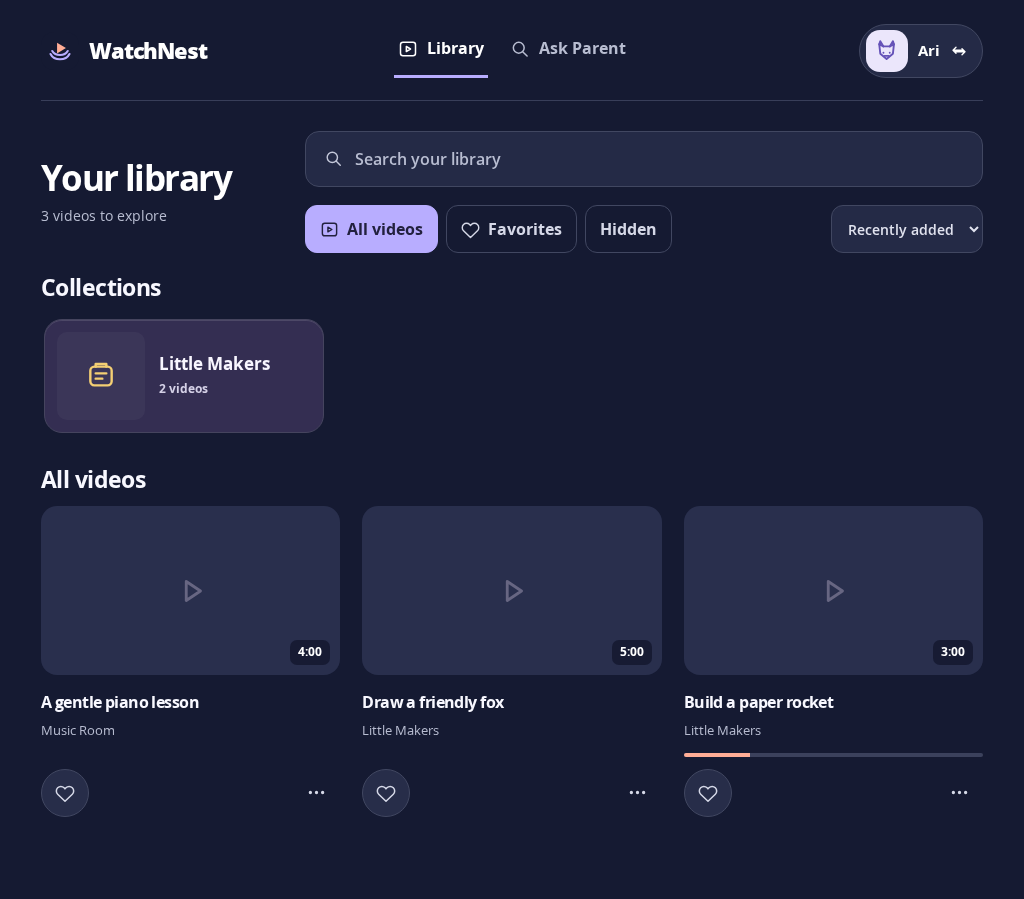 WatchNest
Library
Ask Parent
Ari
Your library
3 videos to explore
Search your library
All videos
Favorites
Hidden
Recently added
Collections
Little Makers
2 videos
All videos
4:00
5:00
3:00
A gentle piano lesson
Draw a friendly fox
Build a paper rocket
Music Room
Little Makers
Little Makers